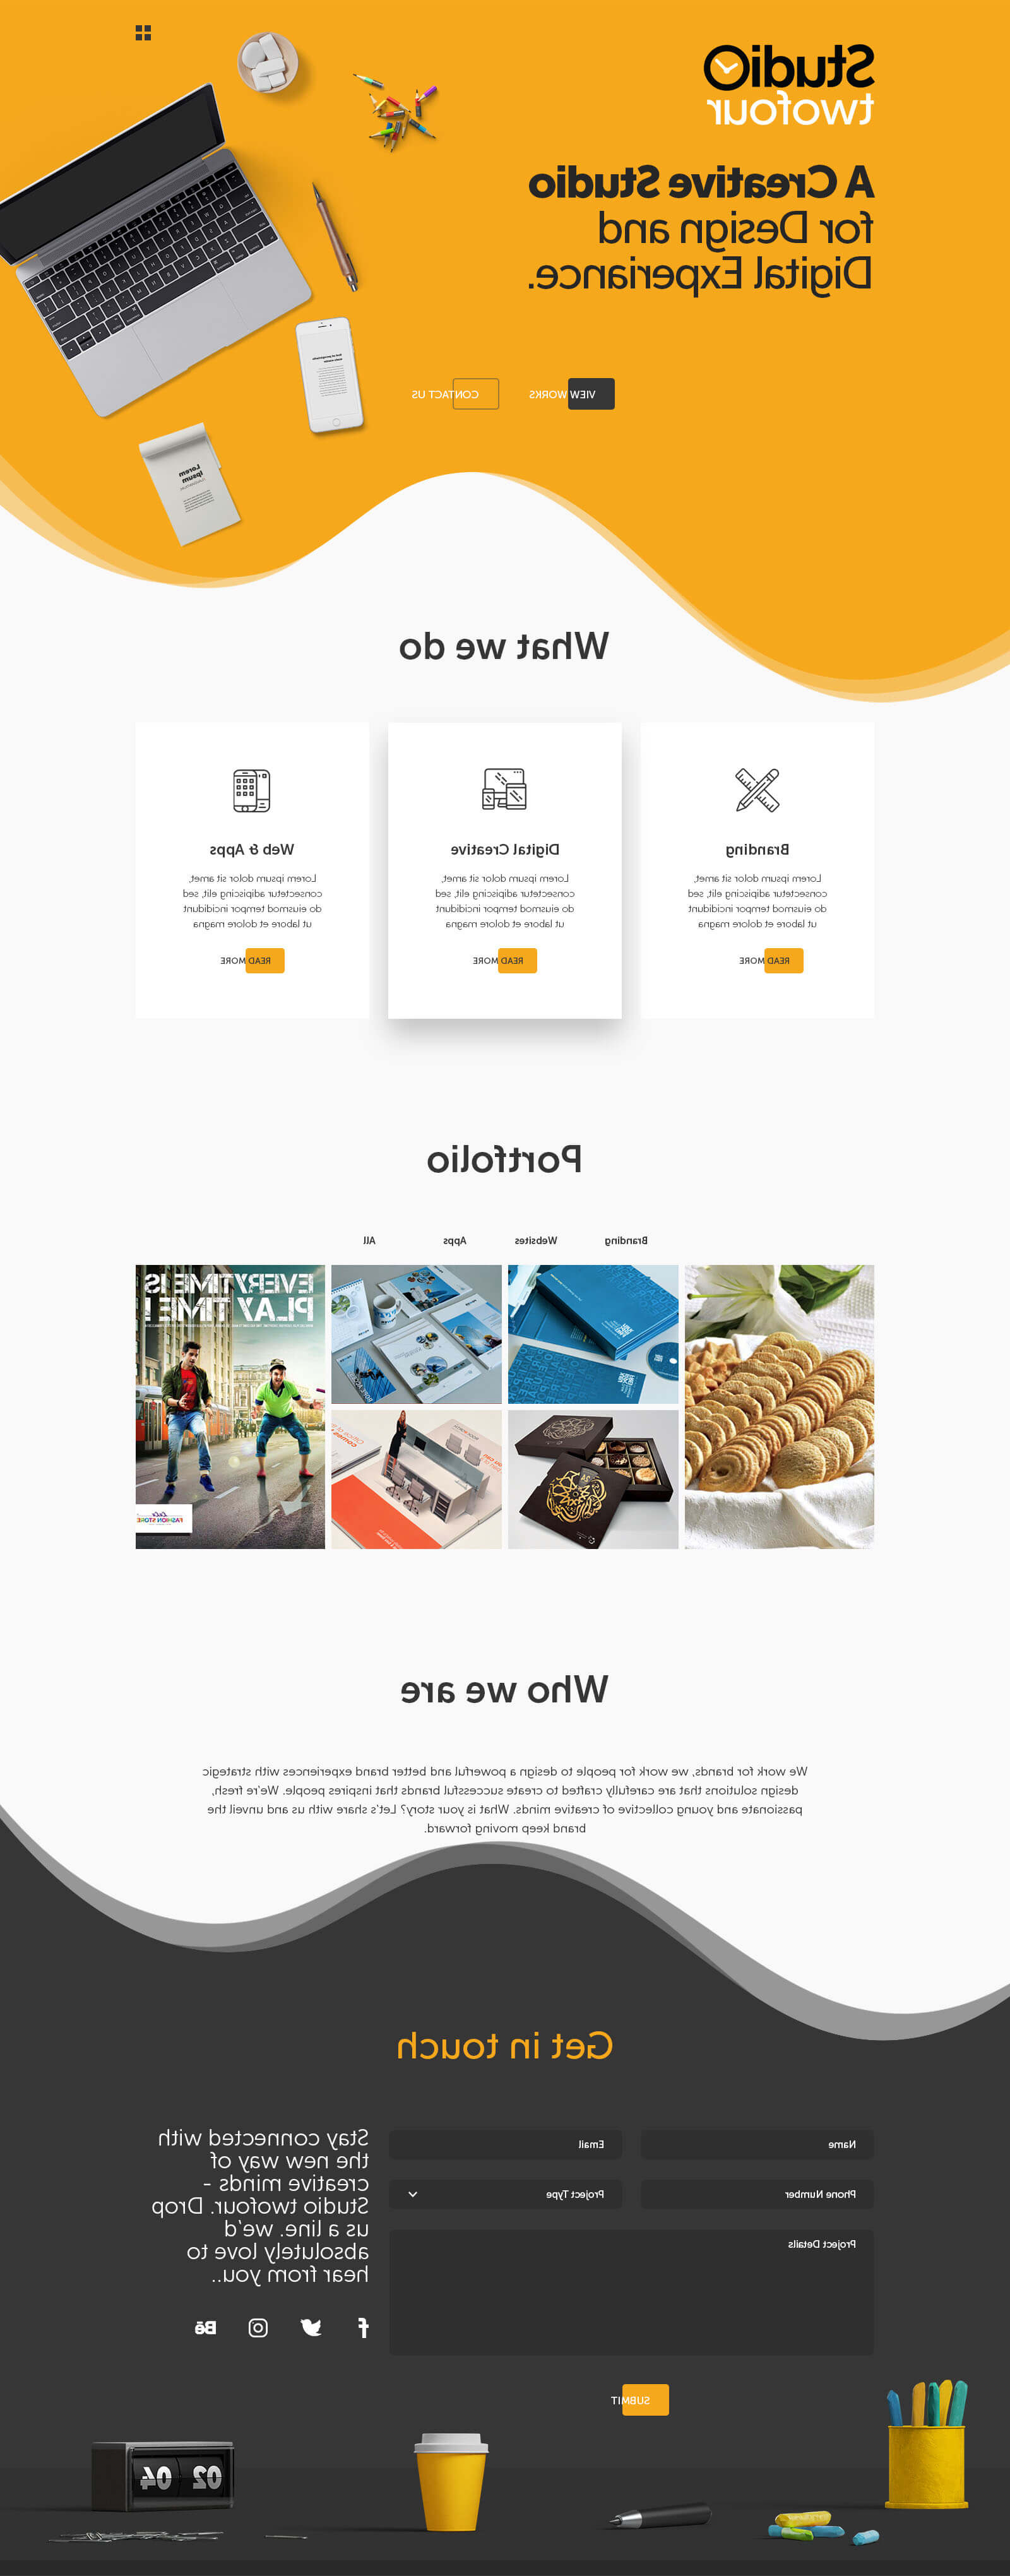 StudiO
twofour
A Creative Studio
for Design and
Digital Experiance.
VIEW WORKS
CONTACT US
Lorem
ipsum
What we do
Branding
Lorem ipsum dolor sit amet,
consectetur adipiscing elit, sed
do eiusmod tempor incididunt
ut labore et dolore magna
READ MORE
Digital Creative
Lorem ipsum dolor sit amet,
consectetur adipiscing elit, sed
do eiusmod tempor incididunt
ut labore et dolore magna
READ MORE
Web & Apps
Lorem ipsum dolor sit amet,
consectetur adipiscing elit, sed
do eiusmod tempor incididunt
ut labore et dolore magna
READ MORE
Portfolio
Branding
Websites
Apps
All
EVERYTIME IS
PLAY TIME !
FASHION STORE
Who we are
We work for brands, we work for people to design a powerful and better brand experiences with strategic
design solutions that are carefully crafted to create successful brands that inspires people. We're fresh,
passionate and young collective of creative minds. What is your story? Let's share with us and unveil the
brand keep moving forward.
Get in touch
Name
Email
Phone Number
Project Type
Project Details
SUBMIT
Stay connected with
the new way of
creative minds -
Studio twofour. Drop
us a line. we'd
absolutely love to
hear from you..
Bē
02 04